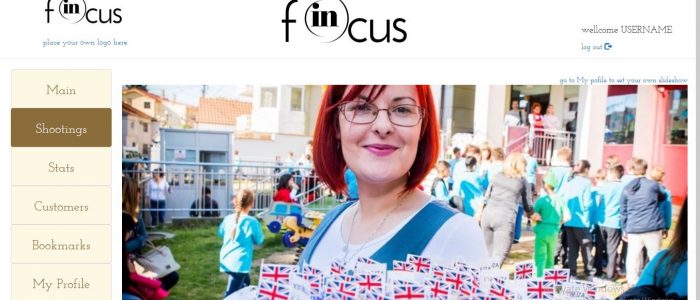 f in cus
place your own logo here
f in cus
wellcome USERNAME
log out
go to My pofile to set your own slideshow
Main
Shootings
Stats
Customers
Bookmarks
My Profile